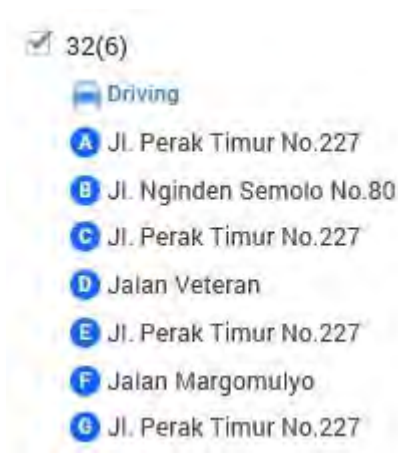 32(6)
Driving
A Jl. Perak Timur No.227
B Jl. Nginden Semolo No.80
C Jl. Perak Timur No.227
D Jalan Veteran
E Jl. Perak Timur No.227
F Jalan Margomulyo
G Jl. Perak Timur No.227